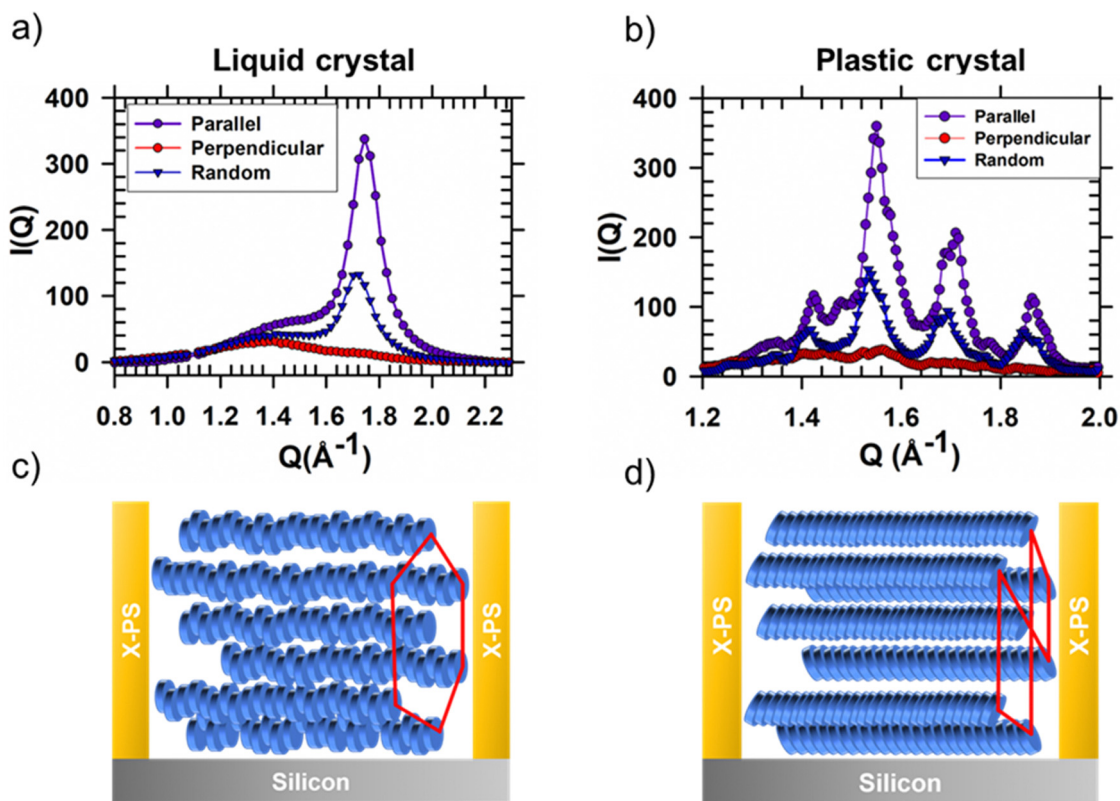 a)
Liquid crystal
400
300
200
100
0
I(Q)
Parallel
Perpendicular
Random
0.8 1.0 1.2 1.4 1.6 1.8 2.0 2.2
Q(Å-1)
b)
Plastic crystal
400
300
200
100
0
I(Q)
Parallel
Perpendicular
Random
1.2 1.4 1.6 1.8 2.0
Q (Å-1)
c)
X-PS
X-PS
Silicon
d)
X-PS
X-PS
Silicon